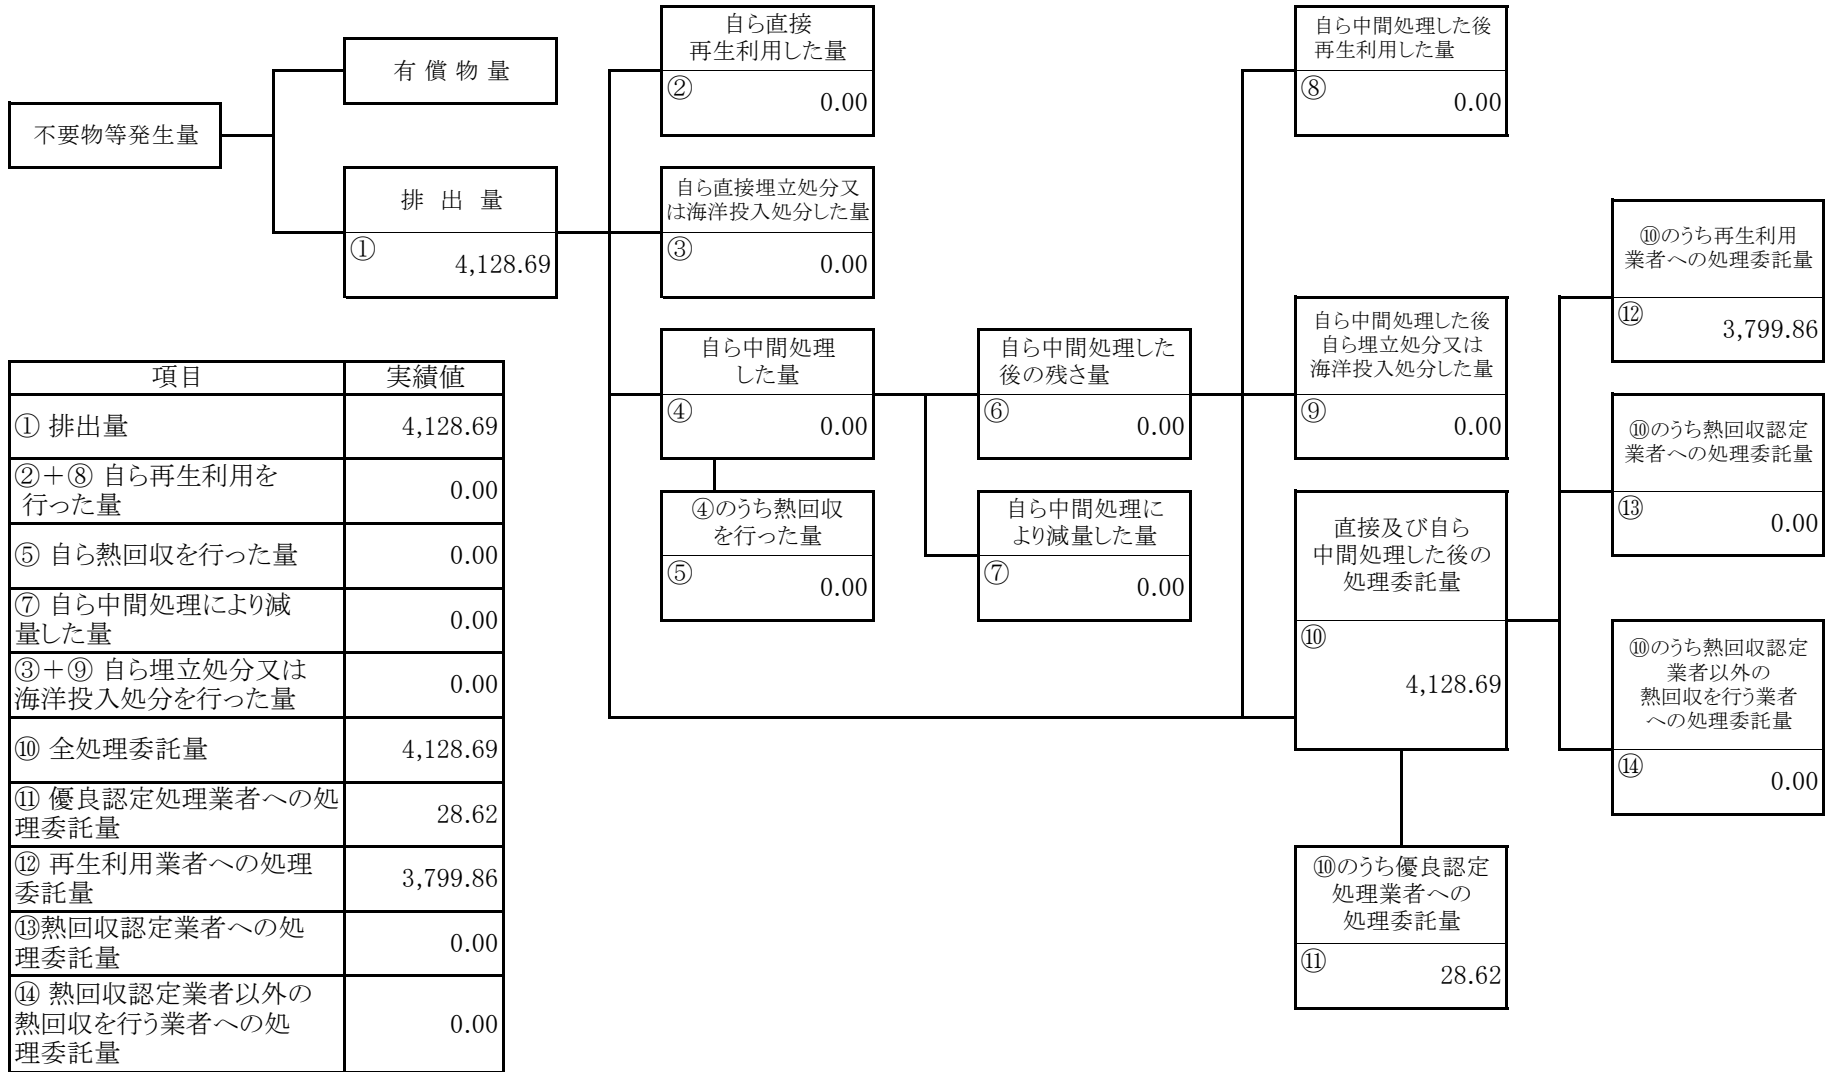 不要物等発生量
有償物量
排出量
①
4,128.69
自ら直接
再生利用した量
②
0.00
自ら直接埋立処分又
は海洋投入処分した量
③
0.00
自ら中間処理
した量
④
0.00
④のうち熱回収
を行った量
⑤
0.00
自ら中間処理した
後の残さ量
⑥
0.00
自ら中間処理に
より減量した量
⑦
0.00
自ら中間処理した後
再生利用した量
⑧
0.00
自ら中間処理した後
自ら埋立処分又は
海洋投入処分した量
⑨
0.00
直接及び自ら
中間処理した後の
処理委託量
⑩
4,128.69
⑩のうち優良認定
処理業者への
処理委託量
⑪
28.62
⑩のうち再生利用
業者への処理委託量
⑫
3,799.86
⑩のうち熱回収認定
業者への処理委託量
⑬
0.00
⑩のうち熱回収認定
業者以外の
熱回収を行う業者
への処理委託量
⑭
0.00
項目 実績値
① 排出量 4,128.69
②+⑧ 自ら再生利用を
行った量
0.00
⑤ 自ら熱回収を行った量 0.00
⑦ 自ら中間処理により減
量した量
0.00
③+⑨ 自ら埋立処分又は
海洋投入処分を行った量
0.00
⑩ 全処理委託量 4,128.69
⑪ 優良認定処理業者への処
理委託量
28.62
⑫ 再生利用業者への処理
委託量
3,799.86
⑬熱回収認定業者への処
理委託量
0.00
⑭ 熱回収認定業者以外の
熱回収を行う業者への処
理委託量
0.00